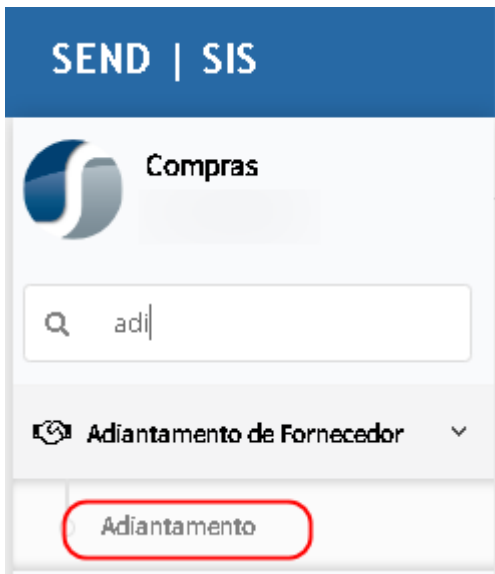 SEND | SIS
Compras
adi
Adiantamento de Fornecedor
Adiantamento